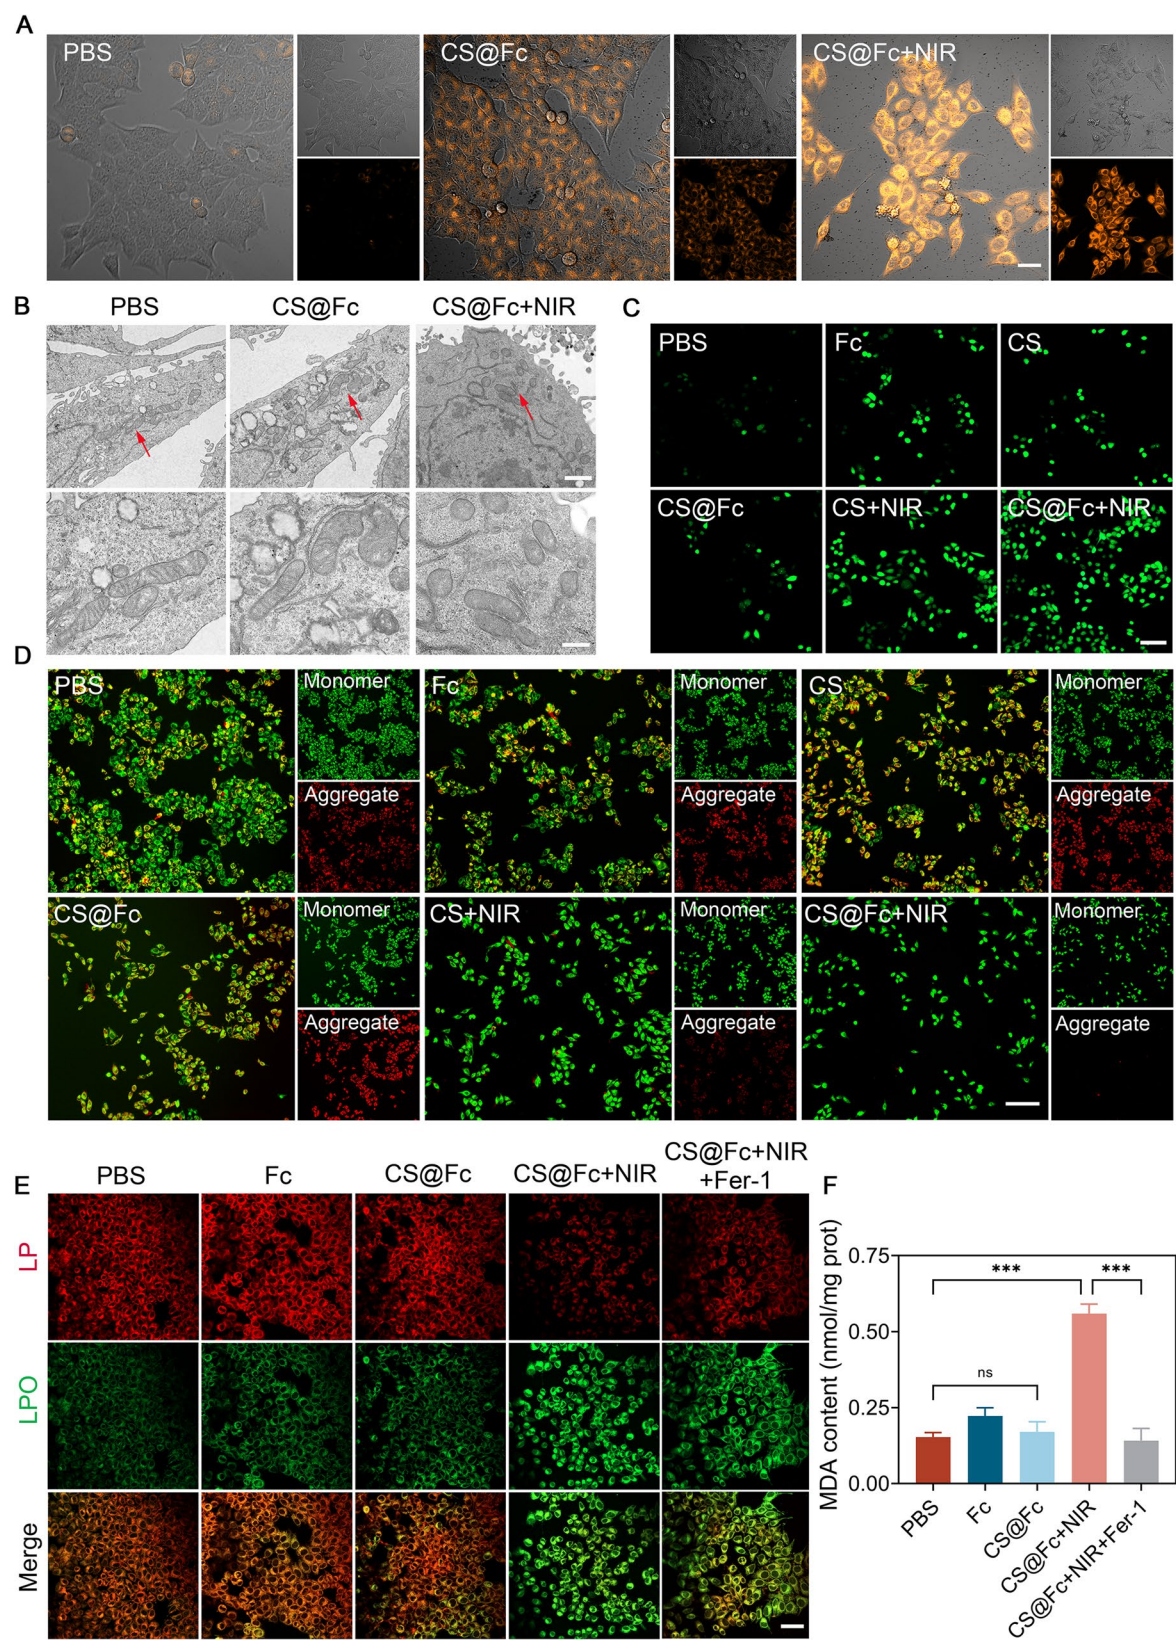 A
PBS
CS@Fc
CS@Fc+NIR
B
PBS
CS@Fc
CS@Fc+NIR
C
PBS
Fc
CS
CS@Fc
CS+NIR
CS@Fc+NIR
D
PBS
Monomer
Aggregate
Fc
Monomer
Aggregate
CS
Monomer
Aggregate
CS@Fc
Monomer
Aggregate
CS+NIR
Monomer
Aggregate
CS@Fc+NIR
Monomer
Aggregate
E
PBS
Fc
CS@Fc
CS@Fc+NIR
CS@Fc+NIR
+Fer-1
LP
LPO
Merge
F
MDA content (nmol/mg prot)
0.75
0.50
0.25
0.00
***
***
ns
PBS
Fc
CS@Fc
CS@Fc+NIR
CS@Fc+NIR+Fer-1